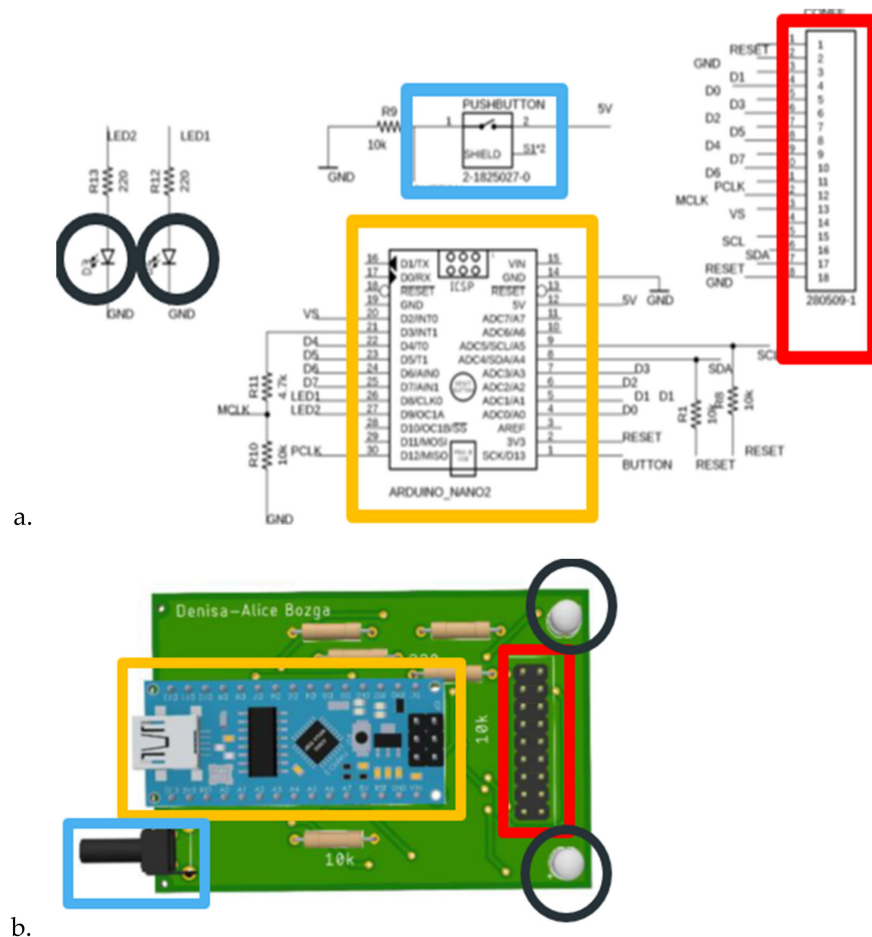 CONFE
LED2 LED1
R13 220
R12 220
D3
GND GND
R9
10k
GND
PUSHBUTTON
1 2
SHIELD
S1*2
2-1825027-0
5V
RESET
GND
D1
D0
D3
D2
D5
D4
D7
D6
PCLK
MCLK
VS
SCL
SDA
RESET
GND
1
2
3
4
5
6
7
8
9
10
11
12
13
14
15
16
17
18
280509-1
16 D1/TX VIN 15
17 D0/RX GND 14
18 RESET RESET 13
19 GND 5V 12
20 D2/INT0 ADC7/A7 11
21 D3/INT1 ADC6/A6 10
22 D4/T0 ADC5/SCL/A5 9
23 D5/T1 ADC4/SDA/A4 8
24 D6/AIN0 ADC3/A3 7
25 D7/AIN1 ADC2/A2 6
26 D8/CLK0 ADC1/A1 5
27 D9/OC1A ADC0/A0 4
28 D10/OC1B/SS AREF 3
29 D11/MOSI 3V3 2
30 D12/MISO SCK/D13 1
ICSP
1
ARDUINO_NANO2
VS
D4
D5
D6
D7
LED1
LED2
PCLK
MCLK
R11 4.7k
R10 10k
GND
5V
GND
SCL
SDA
D3
D2
D1 D1
D0
RESET
BUTTON
R1 10k
R8 10k
RESET
RESET
a.
Denisa-Alice Bozga
220
10k
10k
b.